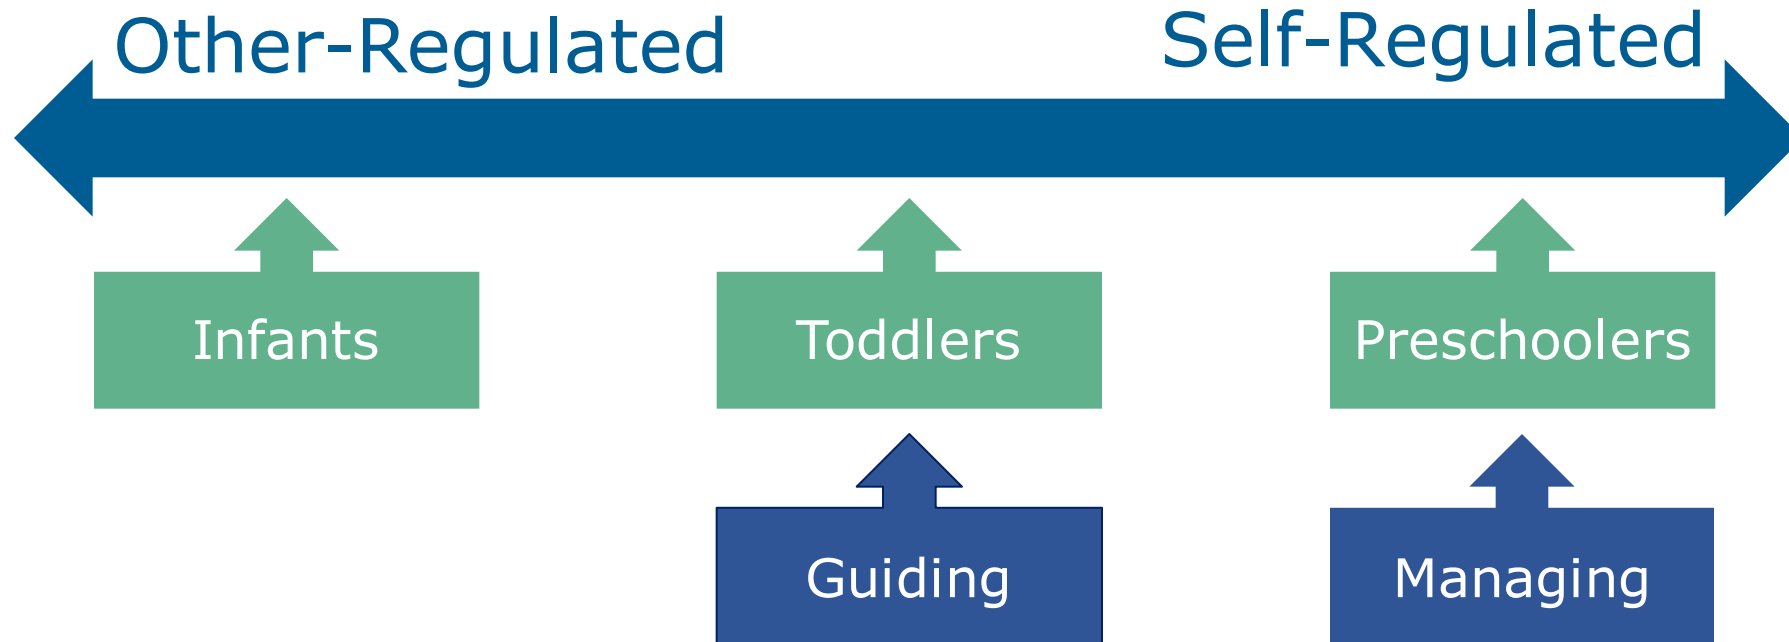 Other-Regulated
Self-Regulated
Infants
Toddlers
Preschoolers
Guiding
Managing